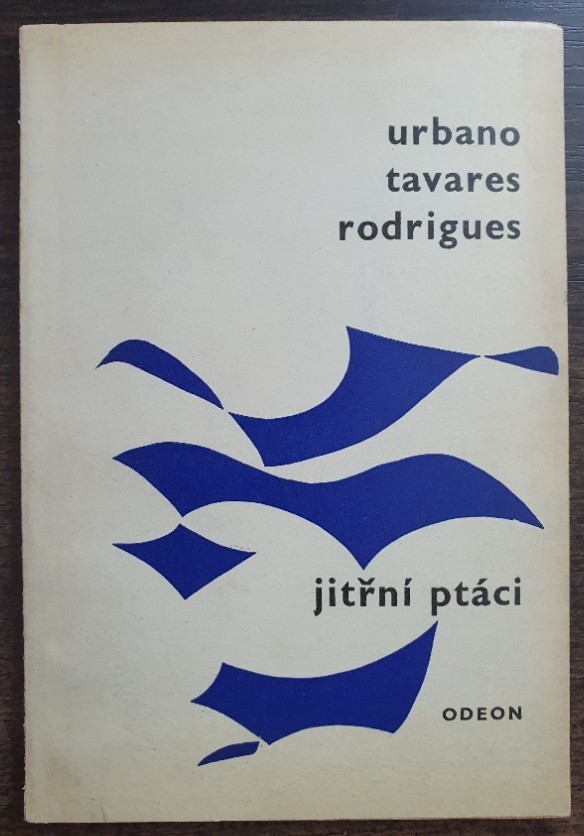 urbano
tavares
rodrigues
jitřní ptáci
ODEON